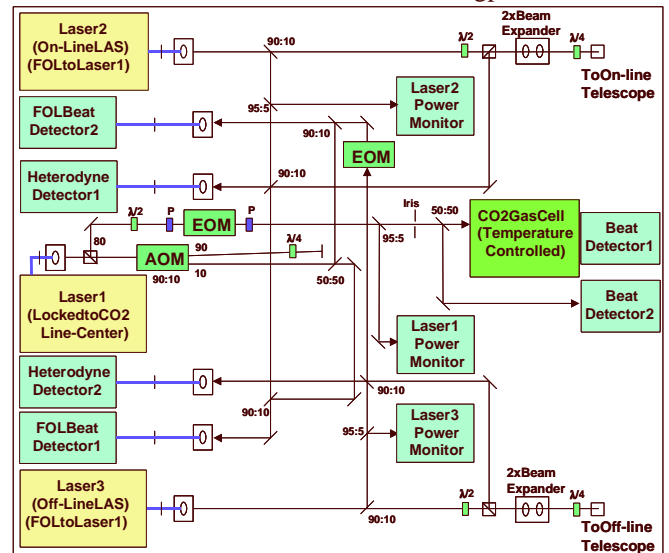 Laser2
(On-LineLAS)
(FOLtoLaser1)
90:10
λ/2
2xBeam
Expander
λ/4
ToOn-line
Telescope
FOLBeat
Detector2
95:5
90:10
Laser2
Power
Monitor
EOM
Heterodyne
Detector1
90:10
λ/2
P
EOM
P
Iris
50:50
CO2GasCell
(Temperature
Controlled)
Beat
Detector1
80
AOM
90
10
90:10
λ/4
50:50
95:5
Beat
Detector2
Laser1
(LockedtoCO2
Line-Center)
Laser1
Power
Monitor
Heterodyne
Detector2
90:10
90:10
FOLBeat
Detector1
95:5
Laser3
Power
Monitor
Laser3
(Off-LineLAS)
(FOLtoLaser1)
90:10
λ/2
2xBeam
Expander
λ/4
ToOff-line
Telescope